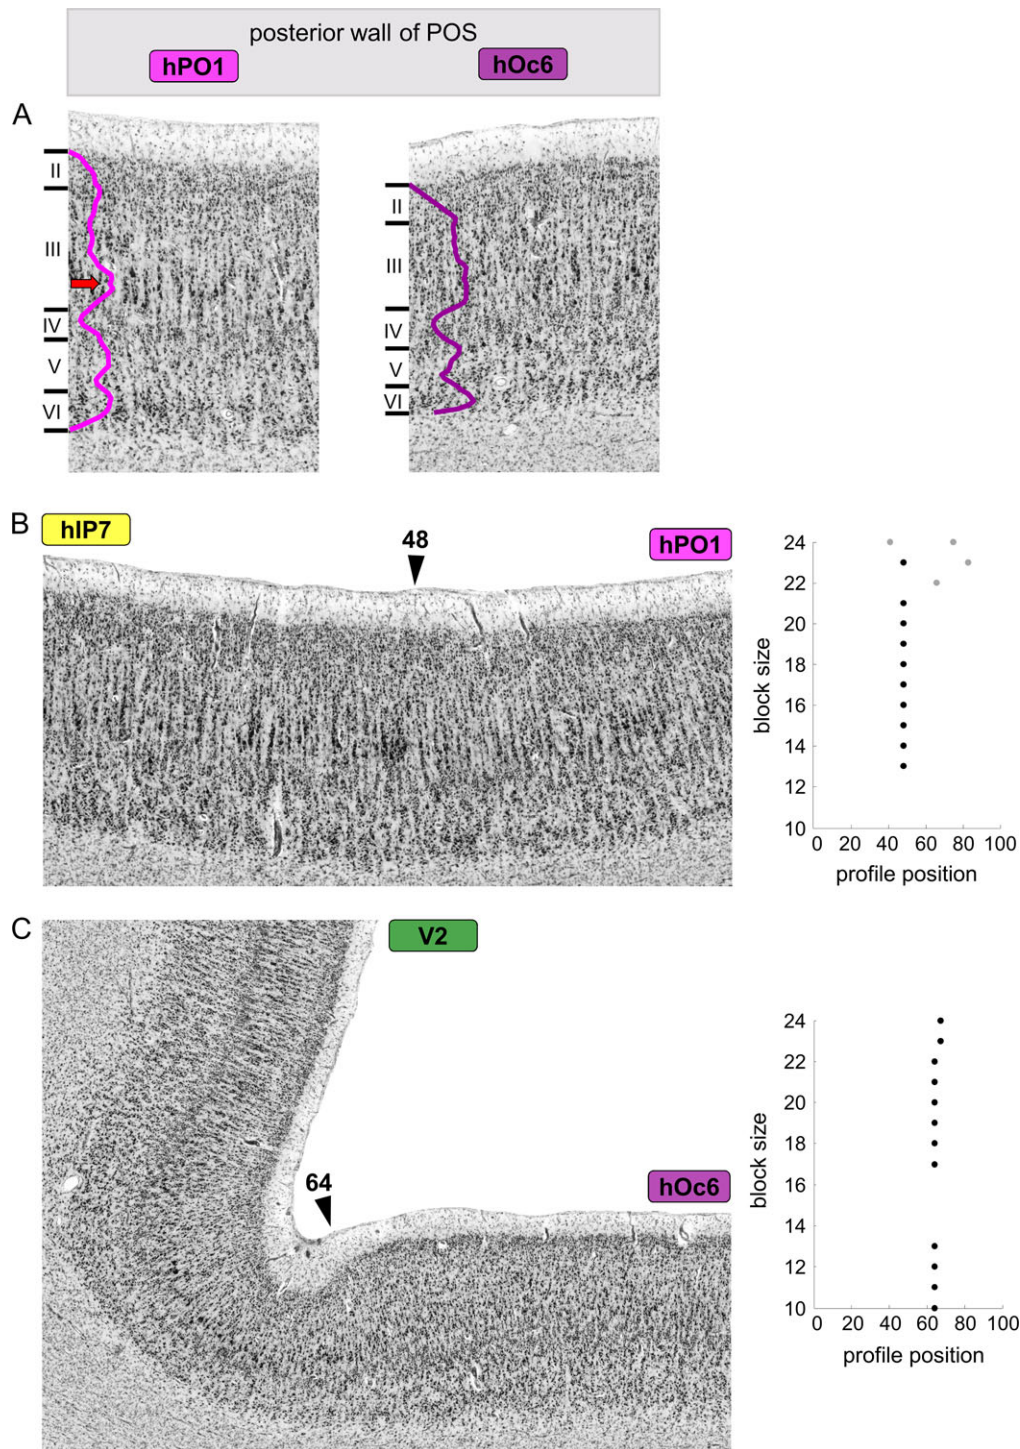 posterior wall of POS
hPO1
hOc6
A
II
III
IV
V
VI
II
III
IV
V
VI
B
hIP7
48
hPO1
24
22
20
18
16
14
12
10
0 20 40 60 80 100
block size
profile position
C
V2
64
hOc6
24
22
20
18
16
14
12
10
0 20 40 60 80 100
block size
profile position